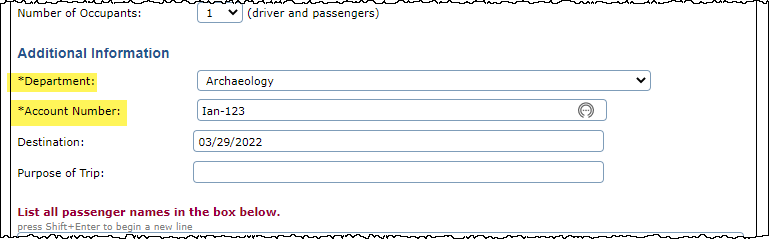 Number of Occupants: 1 (driver and passengers)
Additional Information
*Department: Archaeology
*Account Number: Ian-123
Destination: 03/29/2022
Purpose of Trip:
List all passenger names in the box below.
press Shift+Enter to begin a new line